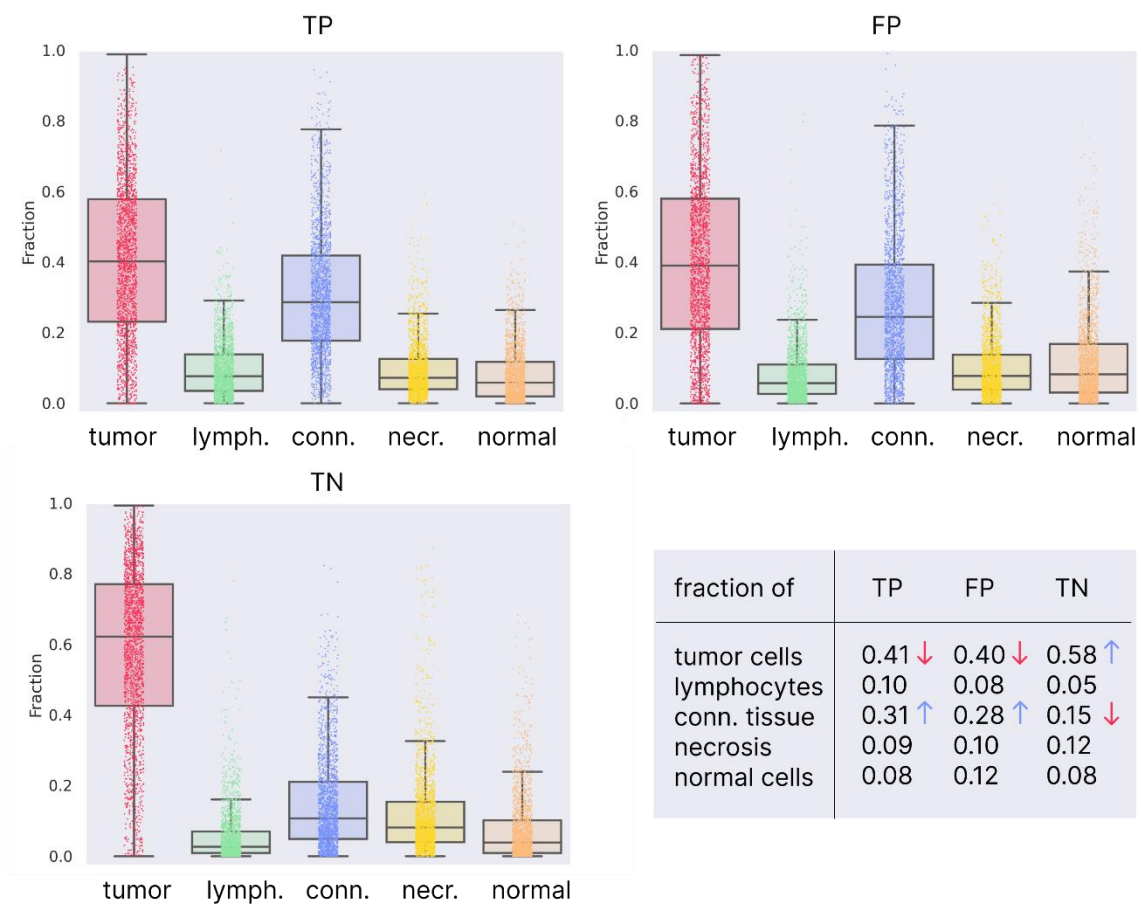 TP
1.0
0.8
0.6
0.4
0.2
0.0
Fraction
tumor lymph. conn. necr. normal
FP
1.0
0.8
0.6
0.4
0.2
0.0
Fraction
tumor lymph. conn. necr. normal
TN
1.0
0.8
0.6
0.4
0.2
0.0
Fraction
tumor lymph. conn. necr. normal
fraction of TP FP TN
tumor cells 0.41 ↓ 0.40 ↓ 0.58 ↑
lymphocytes 0.10 0.08 0.05
conn. tissue 0.31 ↑ 0.28 ↑ 0.15 ↓
necrosis 0.09 0.10 0.12
normal cells 0.08 0.12 0.08